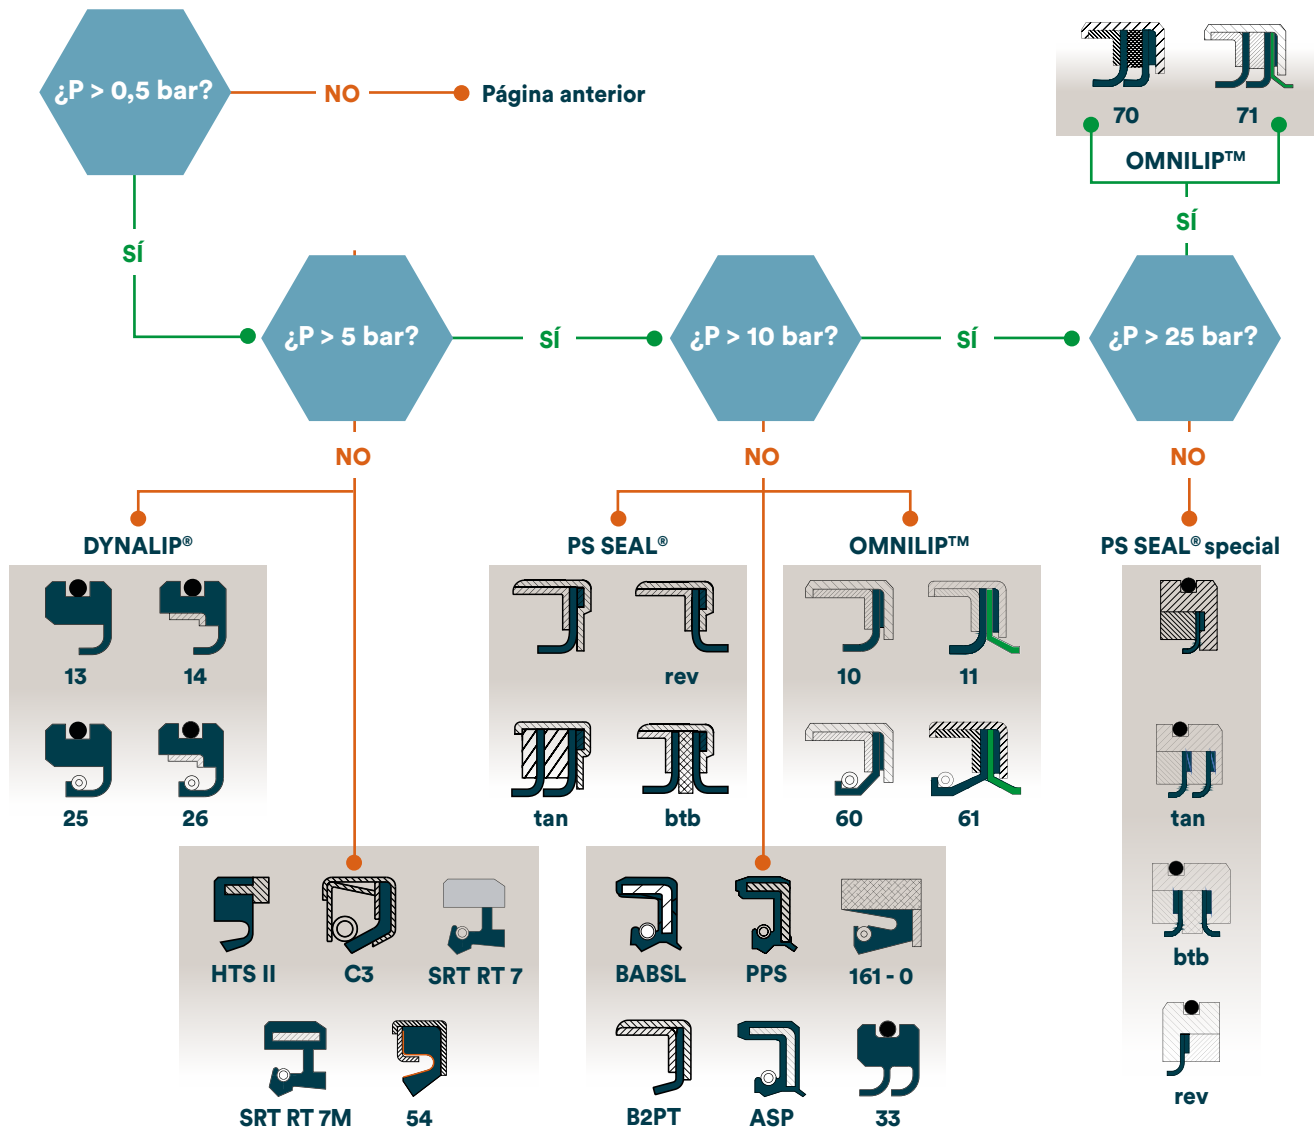 ¿P > 0,5 bar?
NO
Página anterior
70
71
OMNILIP™
SÍ
SÍ
¿P > 5 bar?
SÍ
¿P > 10 bar?
SÍ
¿P > 25 bar?
NO
NO
NO
DYNALIP®
13
14
25
26
PS SEAL®
rev
tan
btb
OMNILIP™
10
11
60
61
PS SEAL® special
tan
btb
rev
HTS II
C3
SRT RT 7
SRT RT 7M
54
BABSL
PPS
161 - 0
B2PT
ASP
33